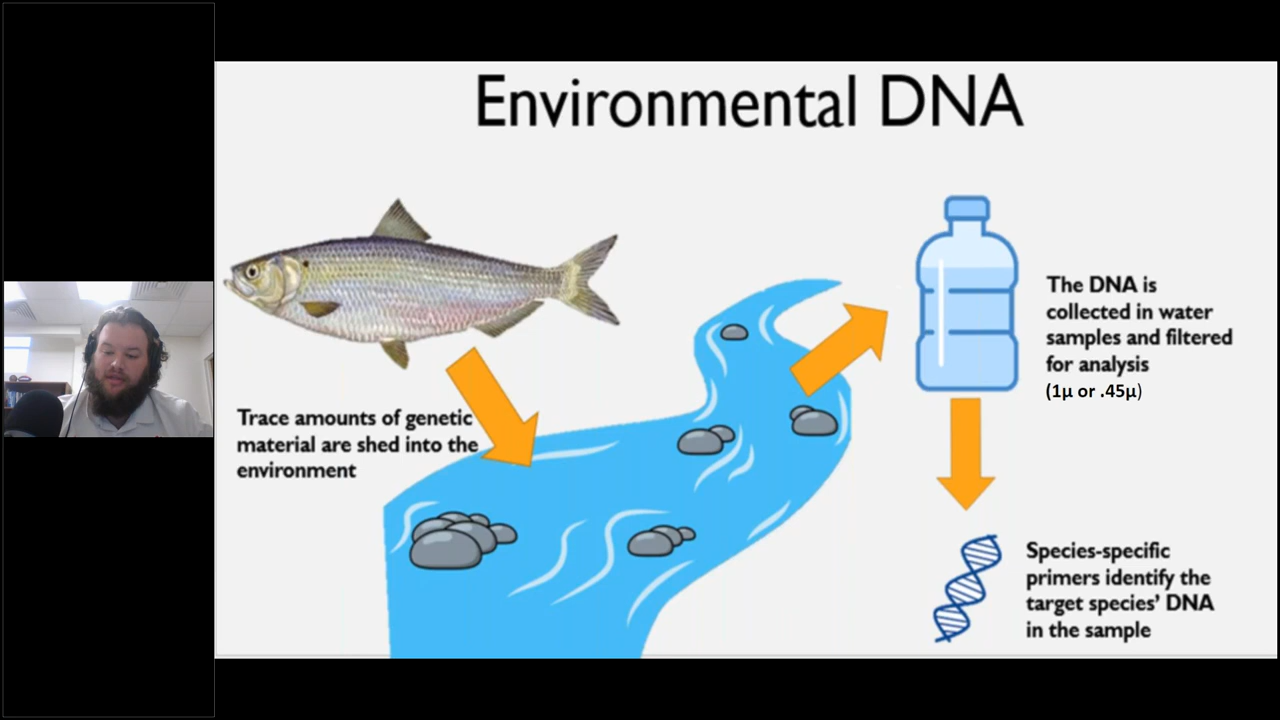 Environmental DNA
Trace amounts of genetic
material are shed into the
environment
The DNA is
collected in water
samples and filtered
for analysis
(1μ or .45μ)
Species-specific
primers identify the
target species’ DNA
in the sample